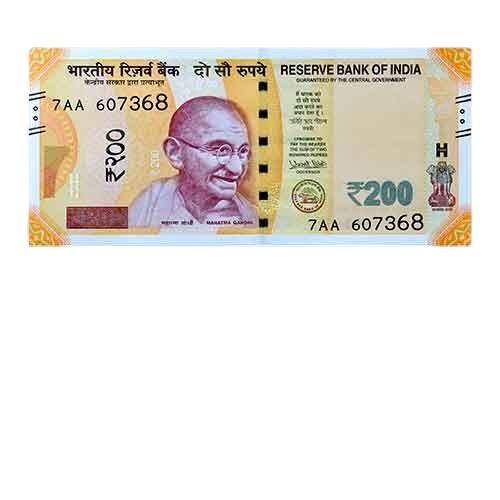 भारतीय रिज़र्व बैंक
केन्द्रीय सरकार द्वारा प्रत्याभूत
दो सौ रुपये
RESERVE BANK OF INDIA
GUARANTEED BY THE CENTRAL GOVERNMENT
7AA 607368
₹२००
₹200
महात्मा गांधी
MAHATMA GANDHI
मैं धारक को
दो सौ रुपये
अदा करने का
वचन देता हूँ।
I PROMISE TO
PAY THE BEARER
THE SUM OF TWO
HUNDRED RUPEES
GOVERNOR
₹200
H
7AA 607368